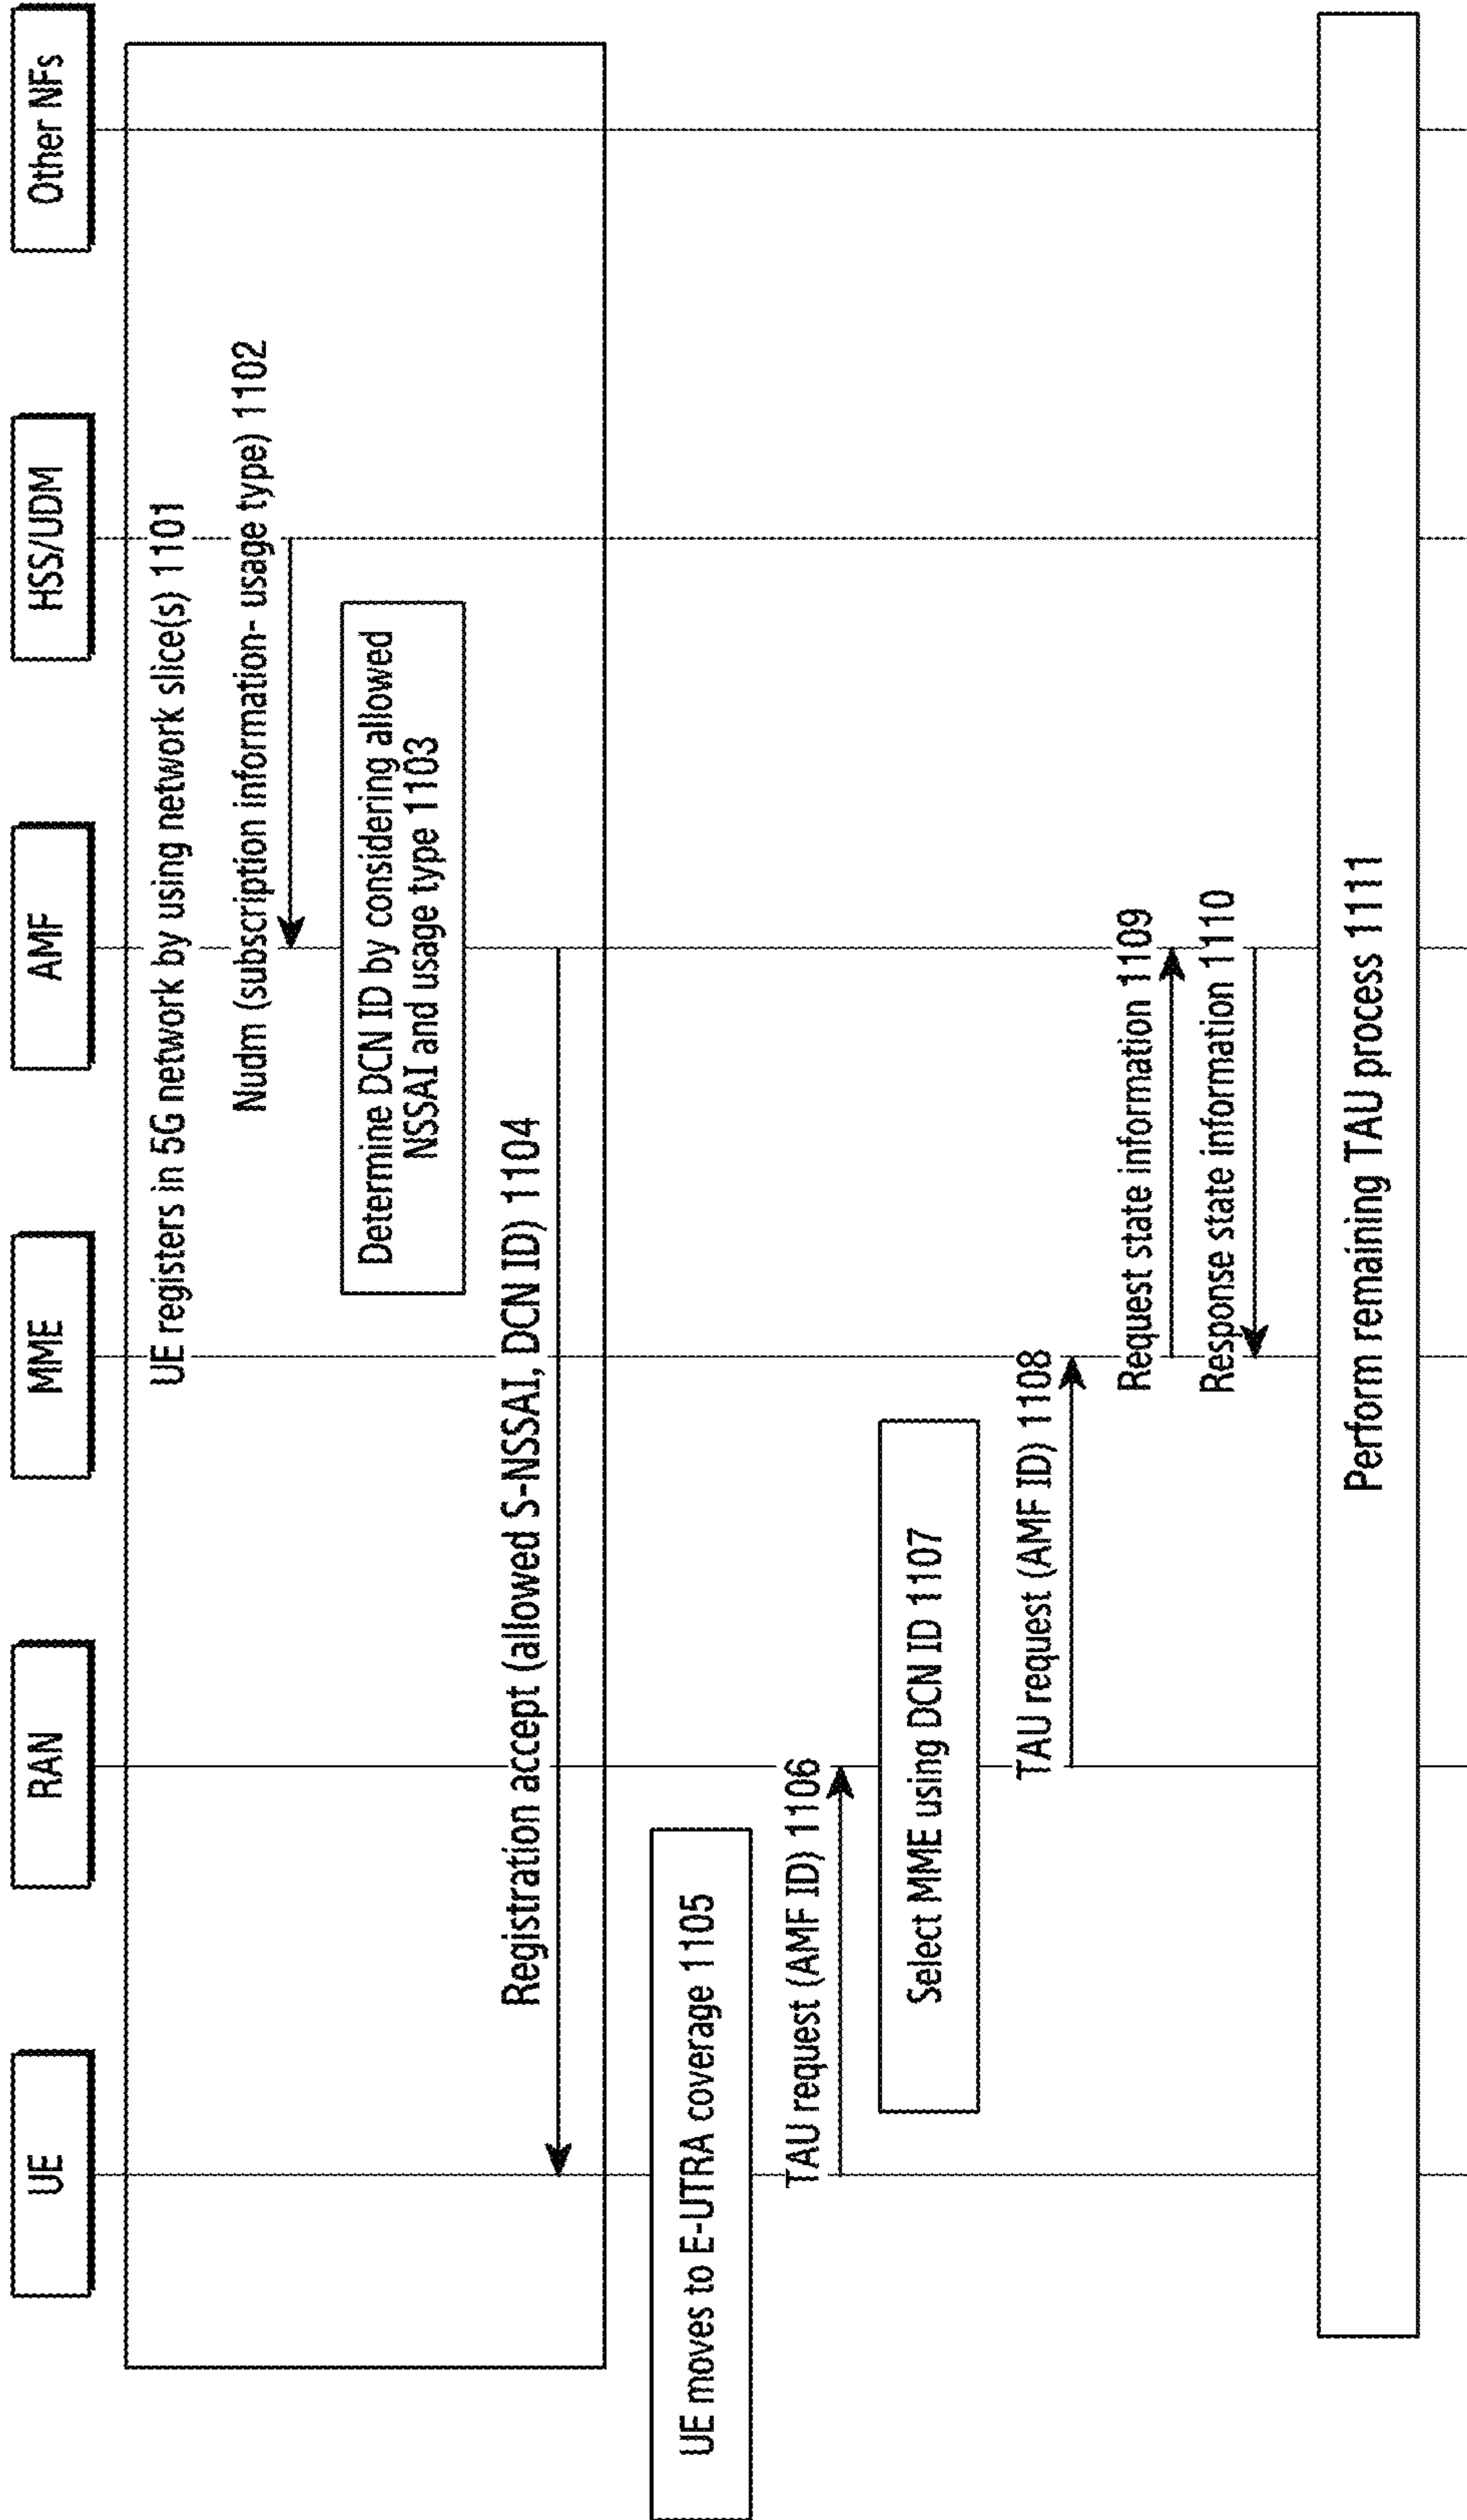 UE
RAN
MME
AMF
HSS/UDM
Other NFs
UE registers in 5G network by using network slice(s) 1101
Nudm (subscription information- usage type) 1102
Determine DCN ID by considering allowed
NSSAI and usage type 1103
Registration accept (allowed S-NSSAI, DCN ID) 1104
UE moves to E-UTRA coverage 1105
TAU request (AMF ID) 1106
Select MME using DCN ID 1107
TAU request (AMF ID) 1108
Request state information 1109
Response state information 1110
Perform remaining TAU process 1111